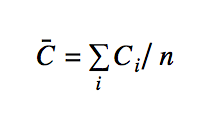 C̄ = ∑ᵢ Cᵢ / n